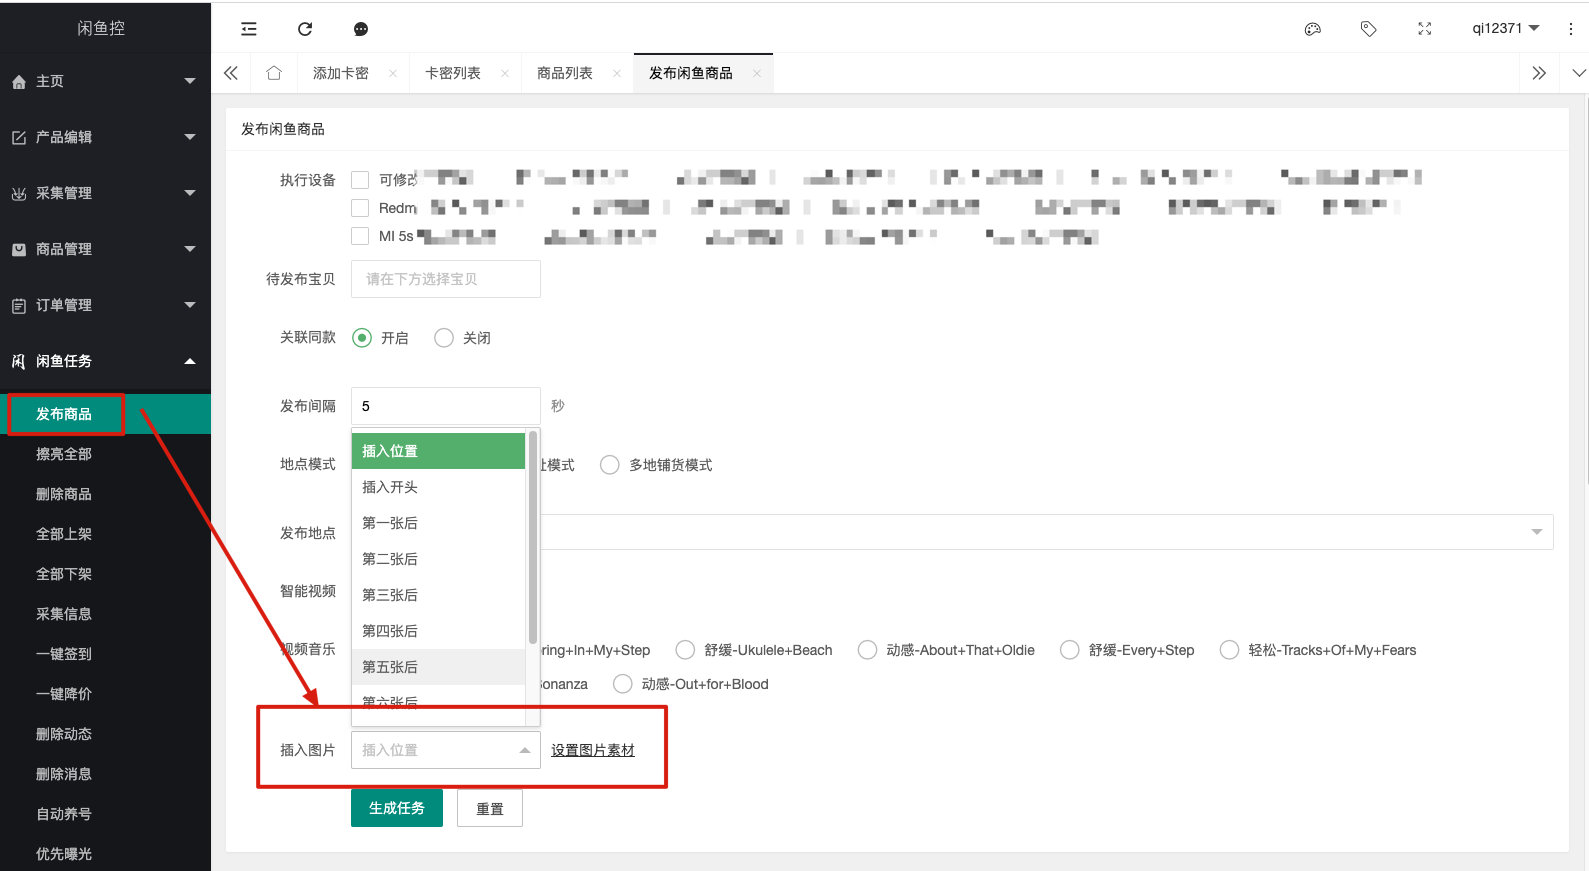 闲鱼控
qi12371
主页
产品编辑
采集管理
商品管理
订单管理
闲鱼任务
发布商品
擦亮全部
删除商品
全部上架
全部下架
采集信息
一键签到
一键降价
删除动态
删除消息
自动养号
优先曝光
添加卡密
卡密列表
商品列表
发布闲鱼商品
发布闲鱼商品
执行设备
可修改
Redm
MI 5s
待发布宝贝 请在下方选择宝贝
关联同款 开启 关闭
发布间隔 5 秒
插入位置
插入开头
第一张后
第二张后
第三张后
第四张后
第五张后
第六张后
地点模式 址模式 多地铺货模式
发布地点
智能视频
视频音乐 ring+In+My+Step 舒缓-Ukulele+Beach 动感-About+That+Oldie 舒缓-Every+Step 轻松-Tracks+Of+My+Fears
Bonanza 动感-Out+for+Blood
插入图片 插入位置 设置图片素材
生成任务 重置